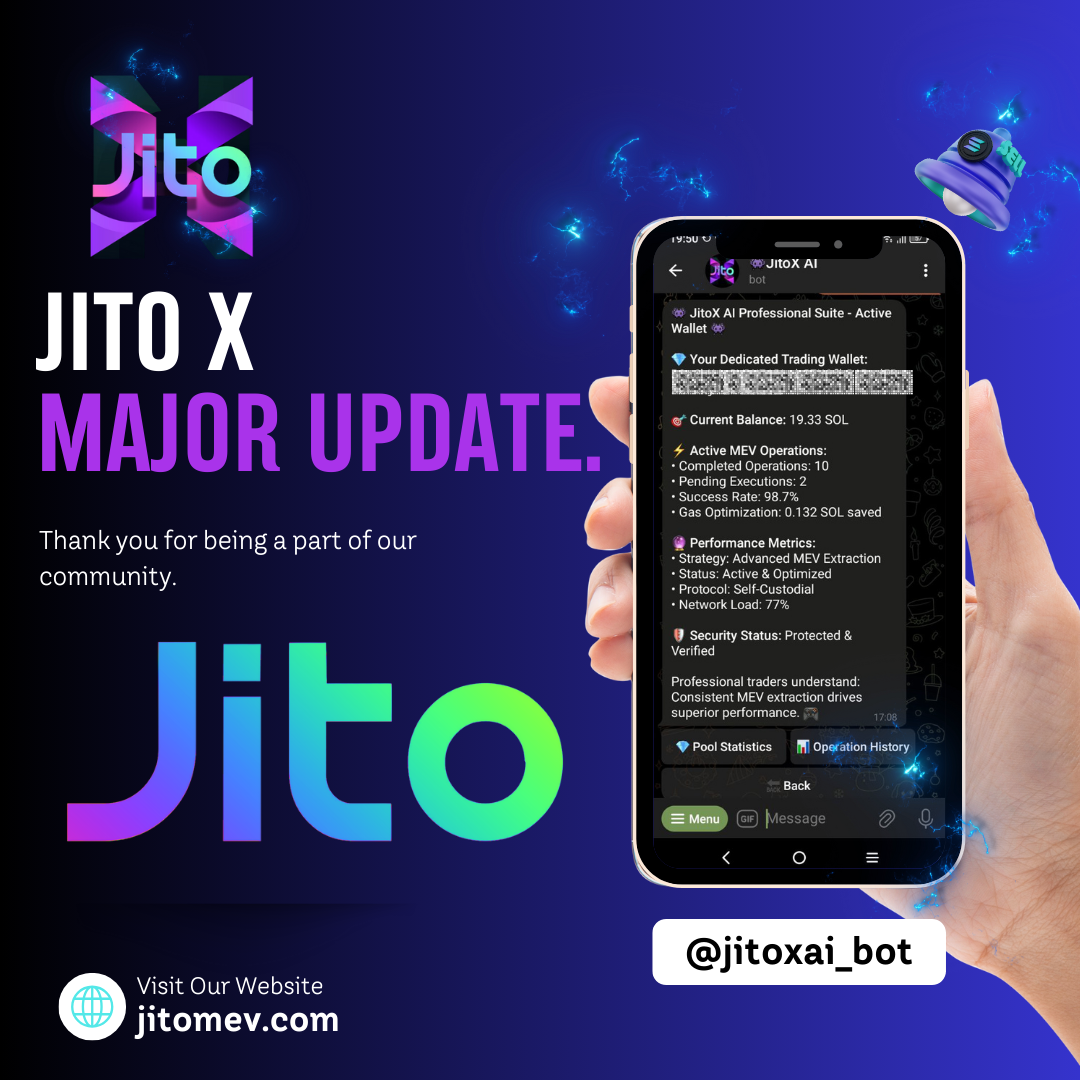 Jito
JITO X
MAJOR UPDATE.
Thank you for being a part of our
community.
Jito
Visit Our Website
jitomev.com
SELL
19:50
Jito
JitoX AI
bot
JitoX AI Professional Suite - Active
Wallet
Your Dedicated Trading Wallet:
Current Balance: 19.33 SOL
Active MEV Operations:
• Completed Operations: 10
• Pending Executions: 2
• Success Rate: 98.7%
• Gas Optimization: 0.132 SOL saved
Performance Metrics:
• Strategy: Advanced MEV Extraction
• Status: Active & Optimized
• Protocol: Self-Custodial
• Network Load: 77%
Security Status: Protected &
Verified
Professional traders understand:
Consistent MEV extraction drives
superior performance.
17:08
Pool Statistics
Operation History
BACK Back
Menu
GIF
Message
@jitoxai_bot